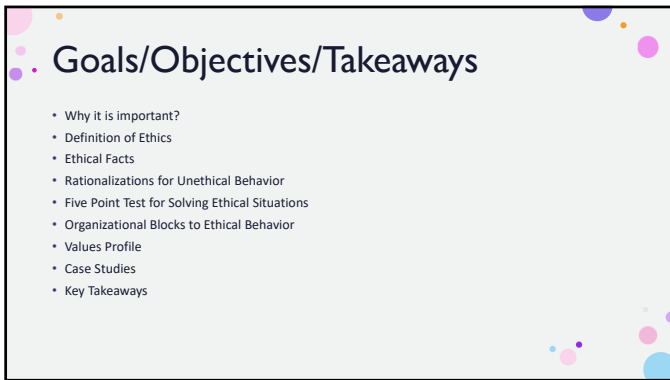 Goals/Objectives/Takeaways
• Why it is important?
• Definition of Ethics
• Ethical Facts
• Rationalizations for Unethical Behavior
• Five Point Test for Solving Ethical Situations
• Organizational Blocks to Ethical Behavior
• Values Profile
• Case Studies
• Key Takeaways